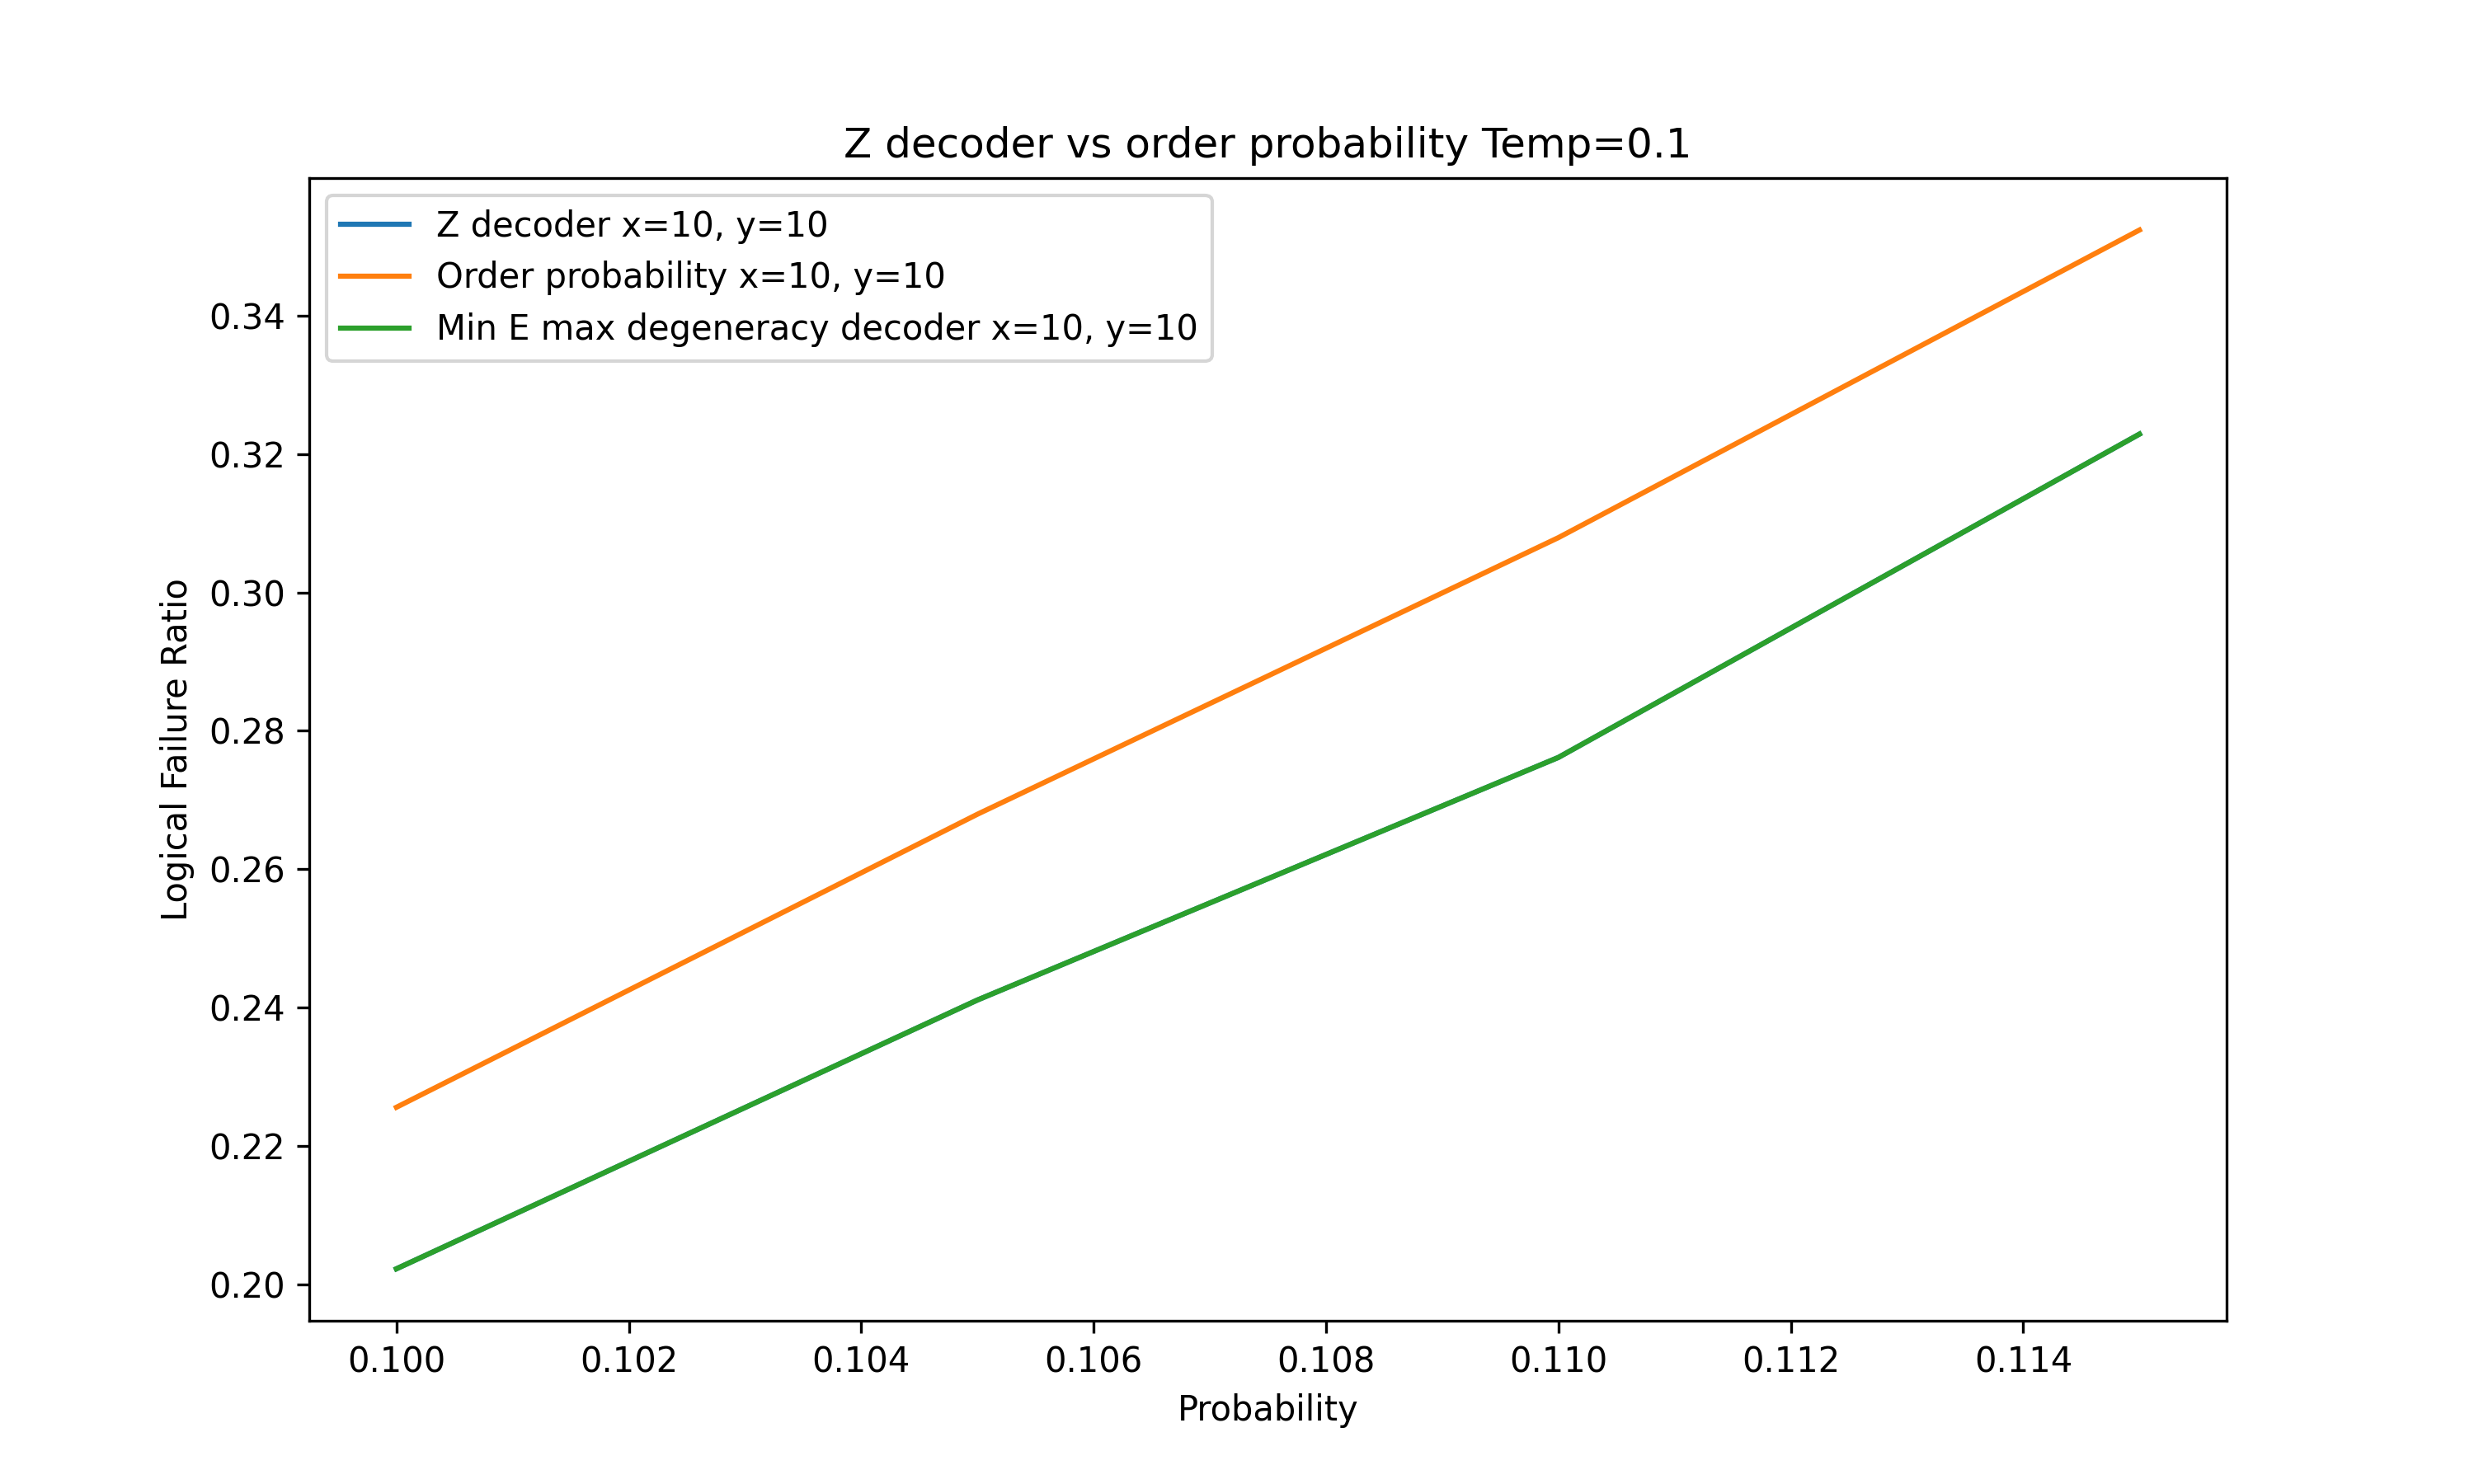 Z decoder vs order probability Temp=0.1
Z decoder x=10, y=10
Order probability x=10, y=10
Min E max degeneracy decoder x=10, y=10
Logical Failure Ratio
0.34
0.32
0.30
0.28
0.26
0.24
0.22
0.20
0.100 0.102 0.104 0.106 0.108 0.110 0.112 0.114
Probability